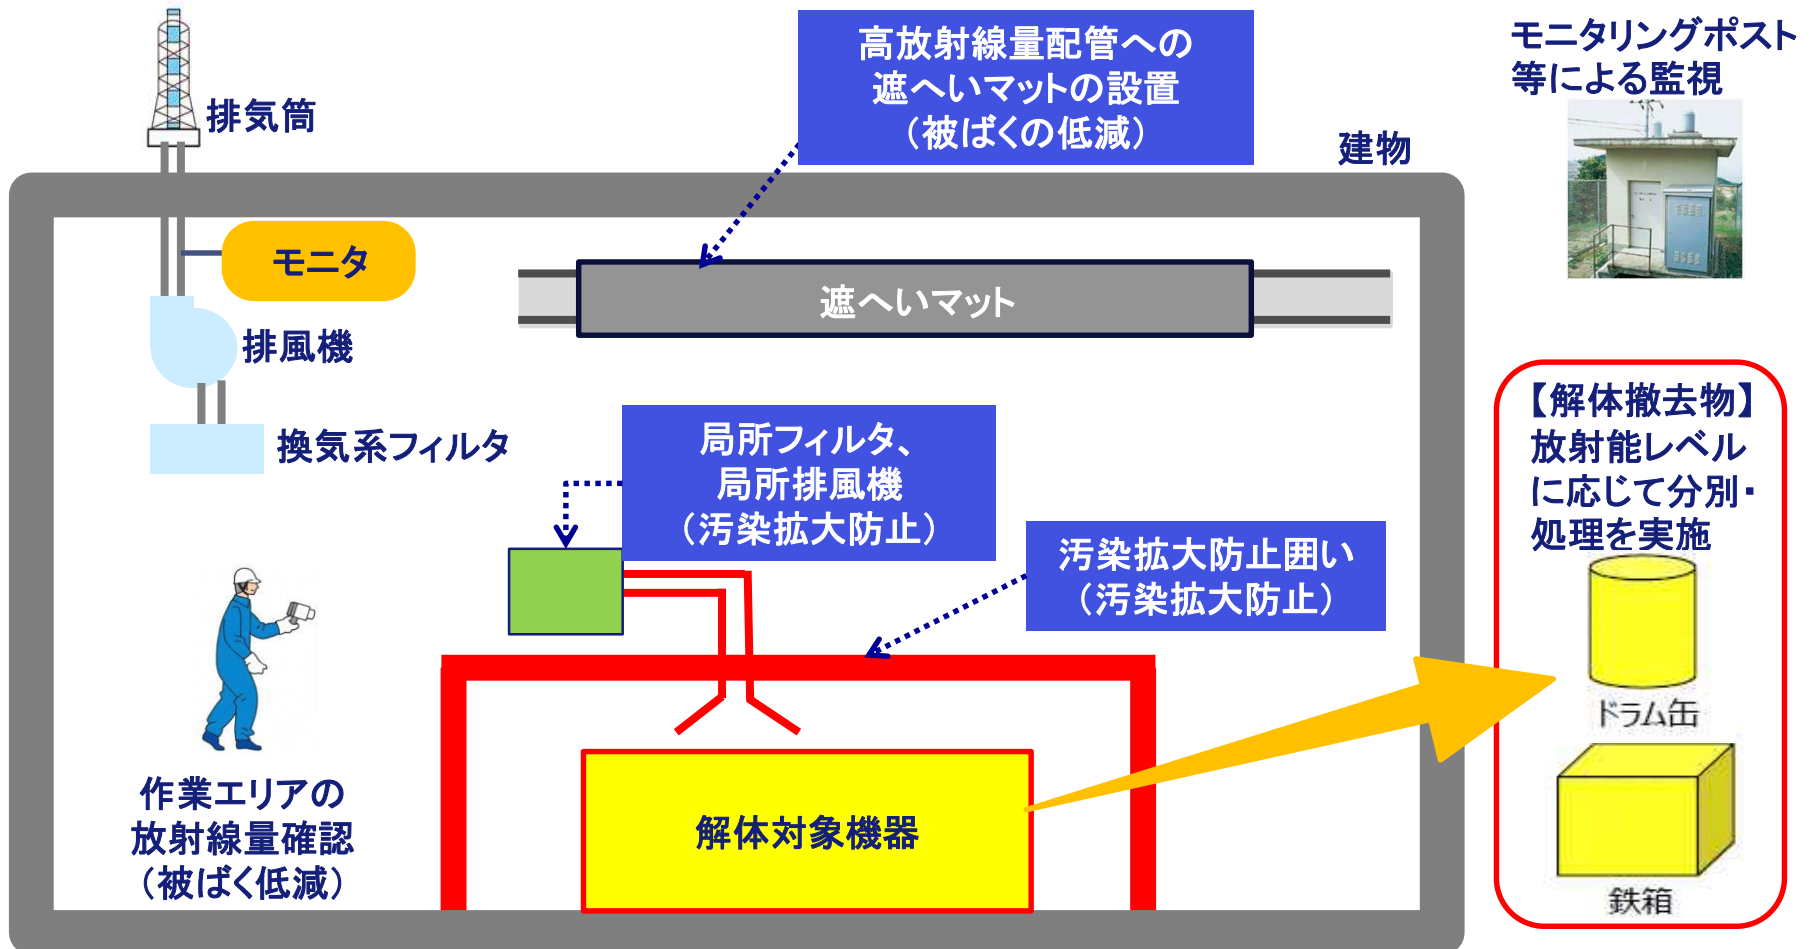 高放射線量配管への
遮へいマットの設置
（被ばくの低減）
モニタリングポスト
等による監視
排気筒
建物
モニタ
遮へいマット
排風機
換気系フィルタ
局所フィルタ、
局所排風機
（汚染拡大防止）
汚染拡大防止囲い
（汚染拡大防止）
【解体撤去物】
放射能レベル
に応じて分別・
処理を実施
ドラム缶
鉄箱
作業エリアの
放射線量確認
（被ばく低減）
解体対象機器